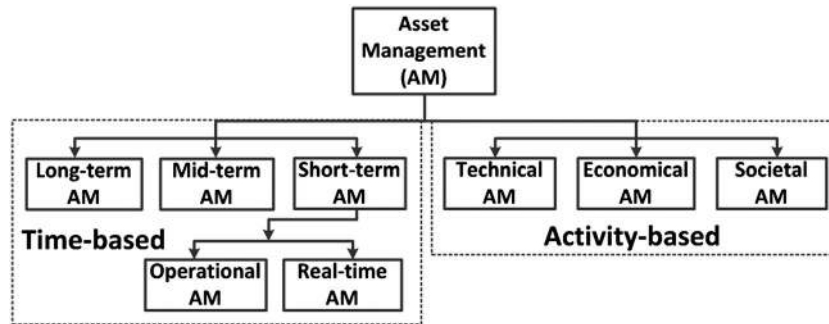 Asset
Management
(AM)
Long-term
AM
Mid-term
AM
Short-term
AM
Technical
AM
Economical
AM
Societal
AM
Time-based
Activity-based
Operational
AM
Real-time
AM